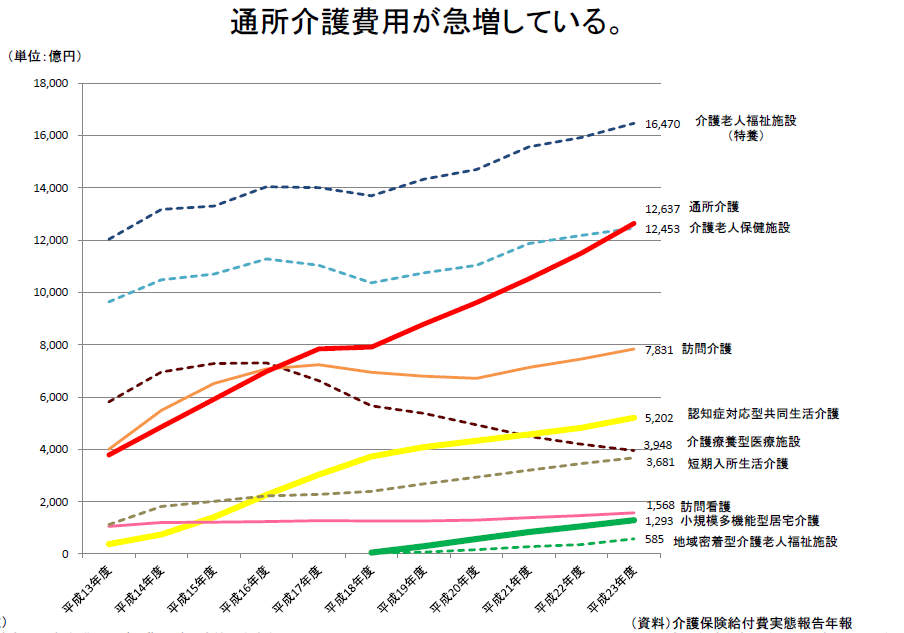 通所介護費用が急増している。
（単位：億円）
18,000
16,000
14,000
12,000
10,000
8,000
6,000
4,000
2,000
0
16,470 介護老人福祉施設
（特養）
12,637 通所介護
12,453 介護老人保健施設
7,831 訪問介護
5,202 認知症対応型共同生活介護
3,948 介護療養型医療施設
3,681 短期入所生活介護
1,568 訪問看護
1,293 小規模多機能型居宅介護
585 地域密着型介護老人福祉施設
平成13年度
平成14年度
平成15年度
平成16年度
平成17年度
平成18年度
平成19年度
平成20年度
平成21年度
平成22年度
平成23年度
（資料）介護保険給付費実態報告年報